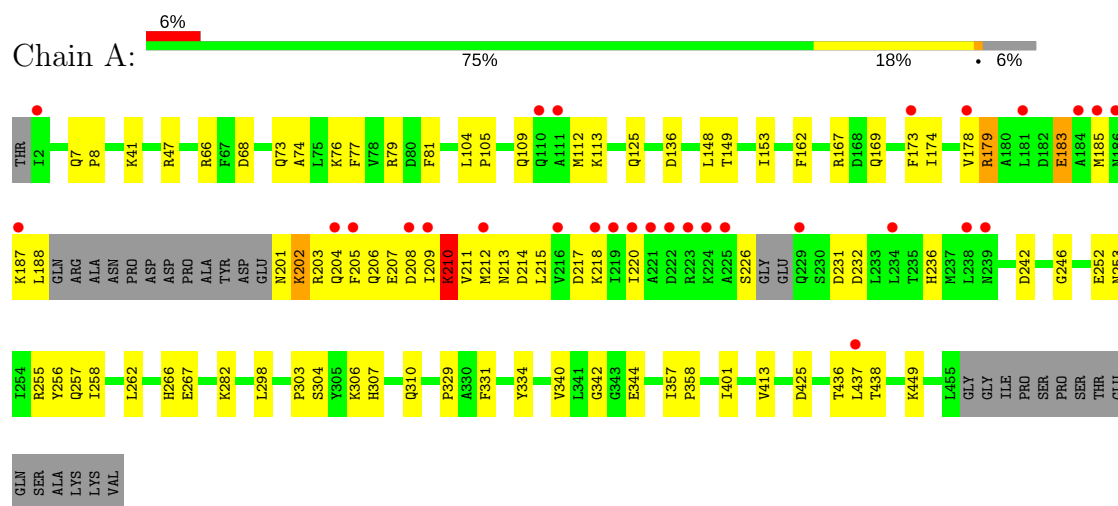 6%
Chain A:
75% 18% • 6%
THR I2 Q7 P8 K41 R47 R66 F67 D68 Q73 A74 L75 K76 F77 V78 R79 D80 F81 L104 P105 Q109 Q110 A111 M112 K113 Q125 D136 L148 T149 I153 F162 R167 D168 Q169 F173 I174 V178 R179 A180 L181 D182 E183 A184 M185 N186
K187 L188 GLN ARG ALA ASN PRO ASP ASP PRO ALA TYR ASP GLU N201 K202 R203 Q204 F205 Q206 E207 D208 I209 K210 V211 M212 N213 D214 L215 V216 D217 K218 I219 I220 A221 D222 R223 K224 A225 S226 GLY GLU Q229 S230 D231 D232 L233 L234 T235 H236 M237 L238 N239 D242 G246 E252 N253
I254 R255 Y256 Q257 I258 L262 H266 E267 K282 L298 P303 S304 Y305 K306 H307 Q310 P329 A330 F331 Y334 V340 L341 G342 G343 E344 I357 P358 I401 V413 D425 T436 L437 T438 K449 L455 GLY GLY ILE PRO SER PRO SER THR GLU
GLN SER ALA LYS LYS VAL